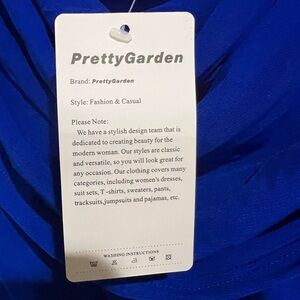 PrettyGarden
Brand: PrettyGarden
Style: Fashion & Casual
Please Note:
We have a stylish design team that is
dedicated to creating beauty for the
modern woman. Our styles are classic
and versatile, so you will look great for
any occasion. Our clothing covers many
categories, including women's dresses,
suit sets, T-shirts, sweaters, pants,
tracksuits,jumpsuits and pajamas, etc.
WASHING INSTRUCTIONS